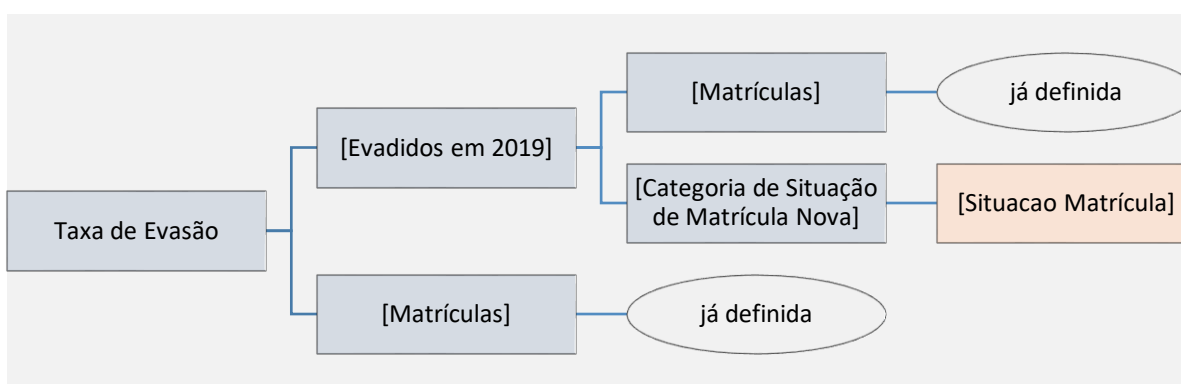 [Matrículas]
já definida
[Evadidos em 2019]
[Categoria de Situação
de Matrícula Nova]
[Situacao Matrícula]
Taxa de Evasão
[Matrículas]
já definida